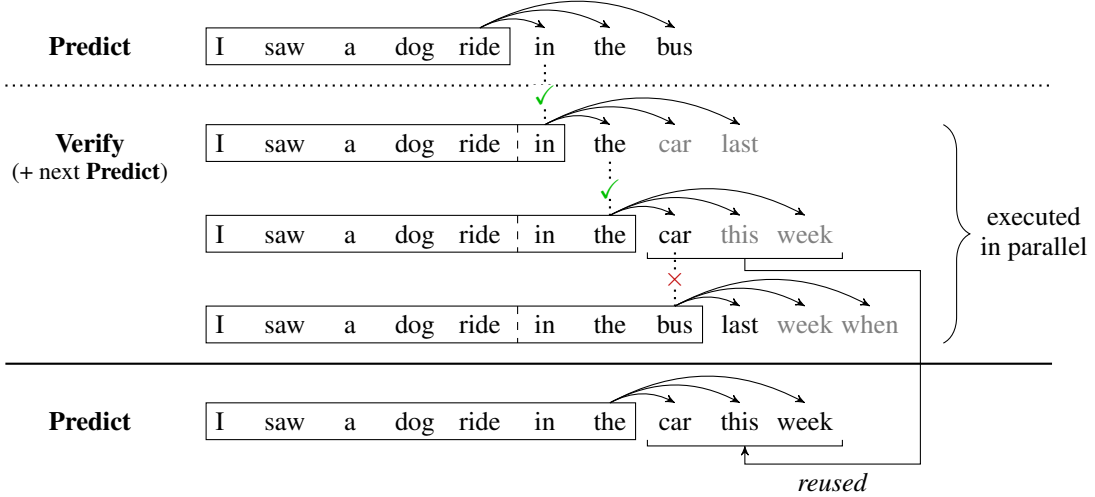 Predict I saw a dog ride in the bus
Verify I saw a dog ride in the car last
(+ next Predict)
I saw a dog ride in the car this week
executed
in parallel
I saw a dog ride in the bus last week when
Predict I saw a dog ride in the car this week
reused